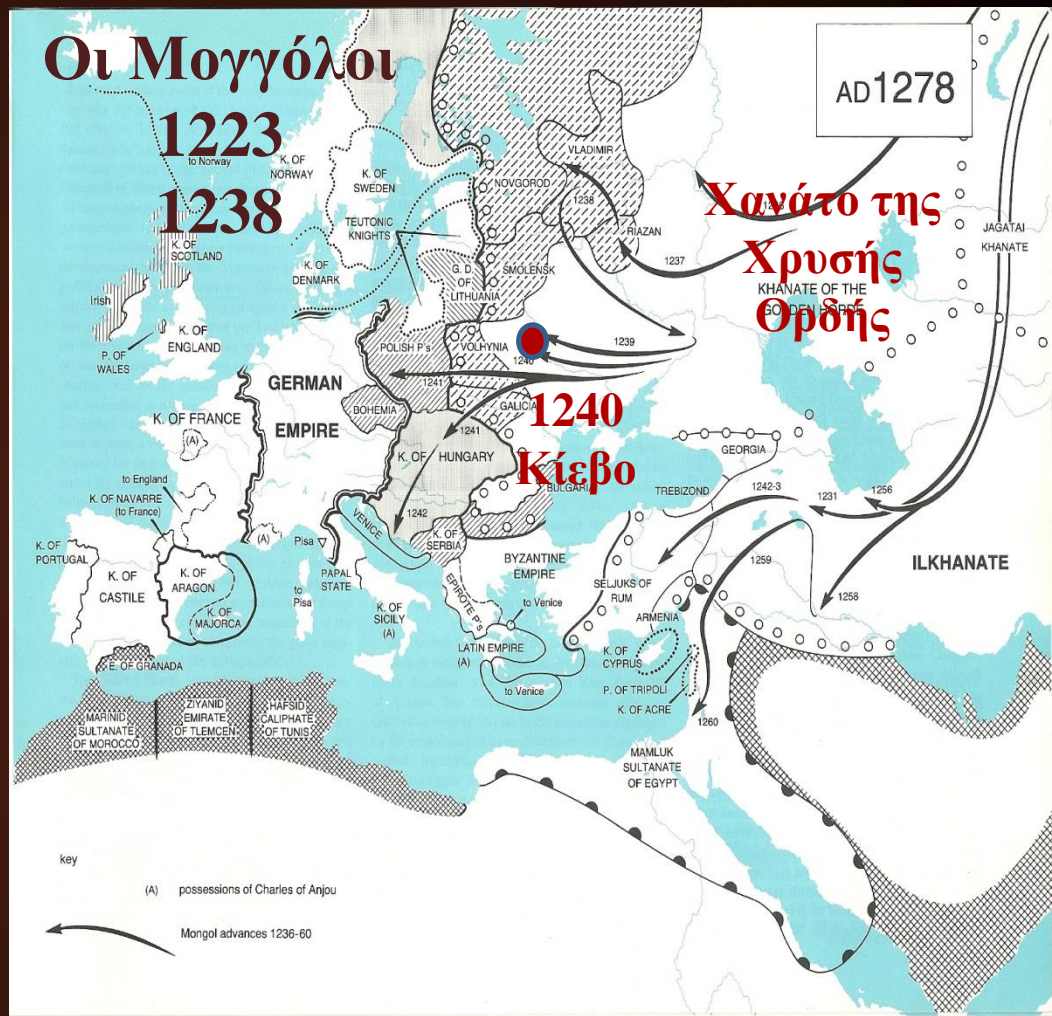 Οι Μογγόλοι
1223
1238
AD1278
to Norway
K. OF
NORWAY
K. OF
SWEDEN
TEUTONIC
KNIGHTS
NOVGOROD
VLADIMIR
1238
RIAZAN
1237
Χανάτο της
Χρυσής
Ορδής
KHANATE OF THE
GOLDEN HORDE
JAGATAI
KHANATE
K. OF
SCOTLAND
Irish
K. OF
DENMARK
SMOLENSK
G. D.
OF
LITHUANIA
P. OF
WALES
K. OF
ENGLAND
POLISH P's
VOLHYNIA
1239
1240
1241
GERMAN
EMPIRE
BOHEMIA
GALICIA
1240
Κίεβο
K. OF FRANCE
(A)
1241
K. OF HUNGARY
BULGARIA
GEORGIA
TREBIZOND
1242-3
1231
1256
to England
K. OF NAVARRE
(to France)
1242
VENICE
K. OF
SERBIA
(A)
Pisa
PAPAL
STATE
BYZANTINE
EMPIRE
SELJUKS OF
RUM
1259
ILKHANATE
1258
K. OF
PORTUGAL
K. OF
CASTILE
K. OF
ARAGON
K. OF
MAJORCA
to
Pisa
K. OF
SICILY
(A)
EPIROTE P's
to Venice
ARMENIA
LATIN EMPIRE
(A)
K. OF
CYPRUS
to Venice
P. OF TRIPOLI
K. OF ACRE
1260
E. OF GRANADA
MARINID
SULTANATE
OF MOROCCO
ZIYANID
EMIRATE
OF TLEMCEN
HAFSID
CALIPHATE
OF TUNIS
MAMLUK
SULTANATE
OF EGYPT
key
(A) possessions of Charles of Anjou
Mongol advances 1236-60